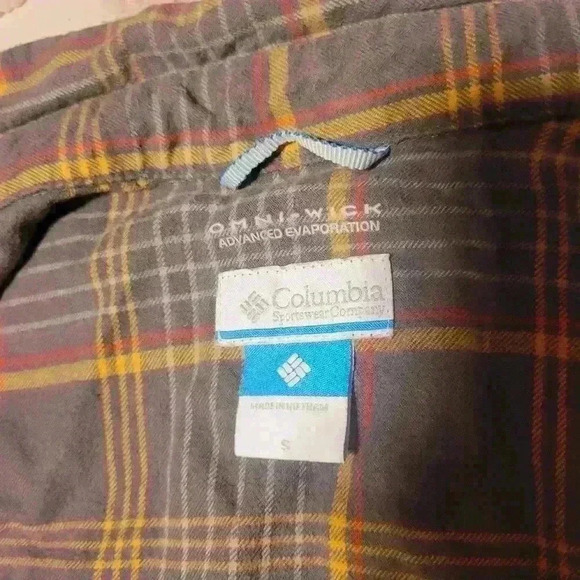 OMNI-WICK
ADVANCED EVAPORATION
Columbia
Sportswear Company
S